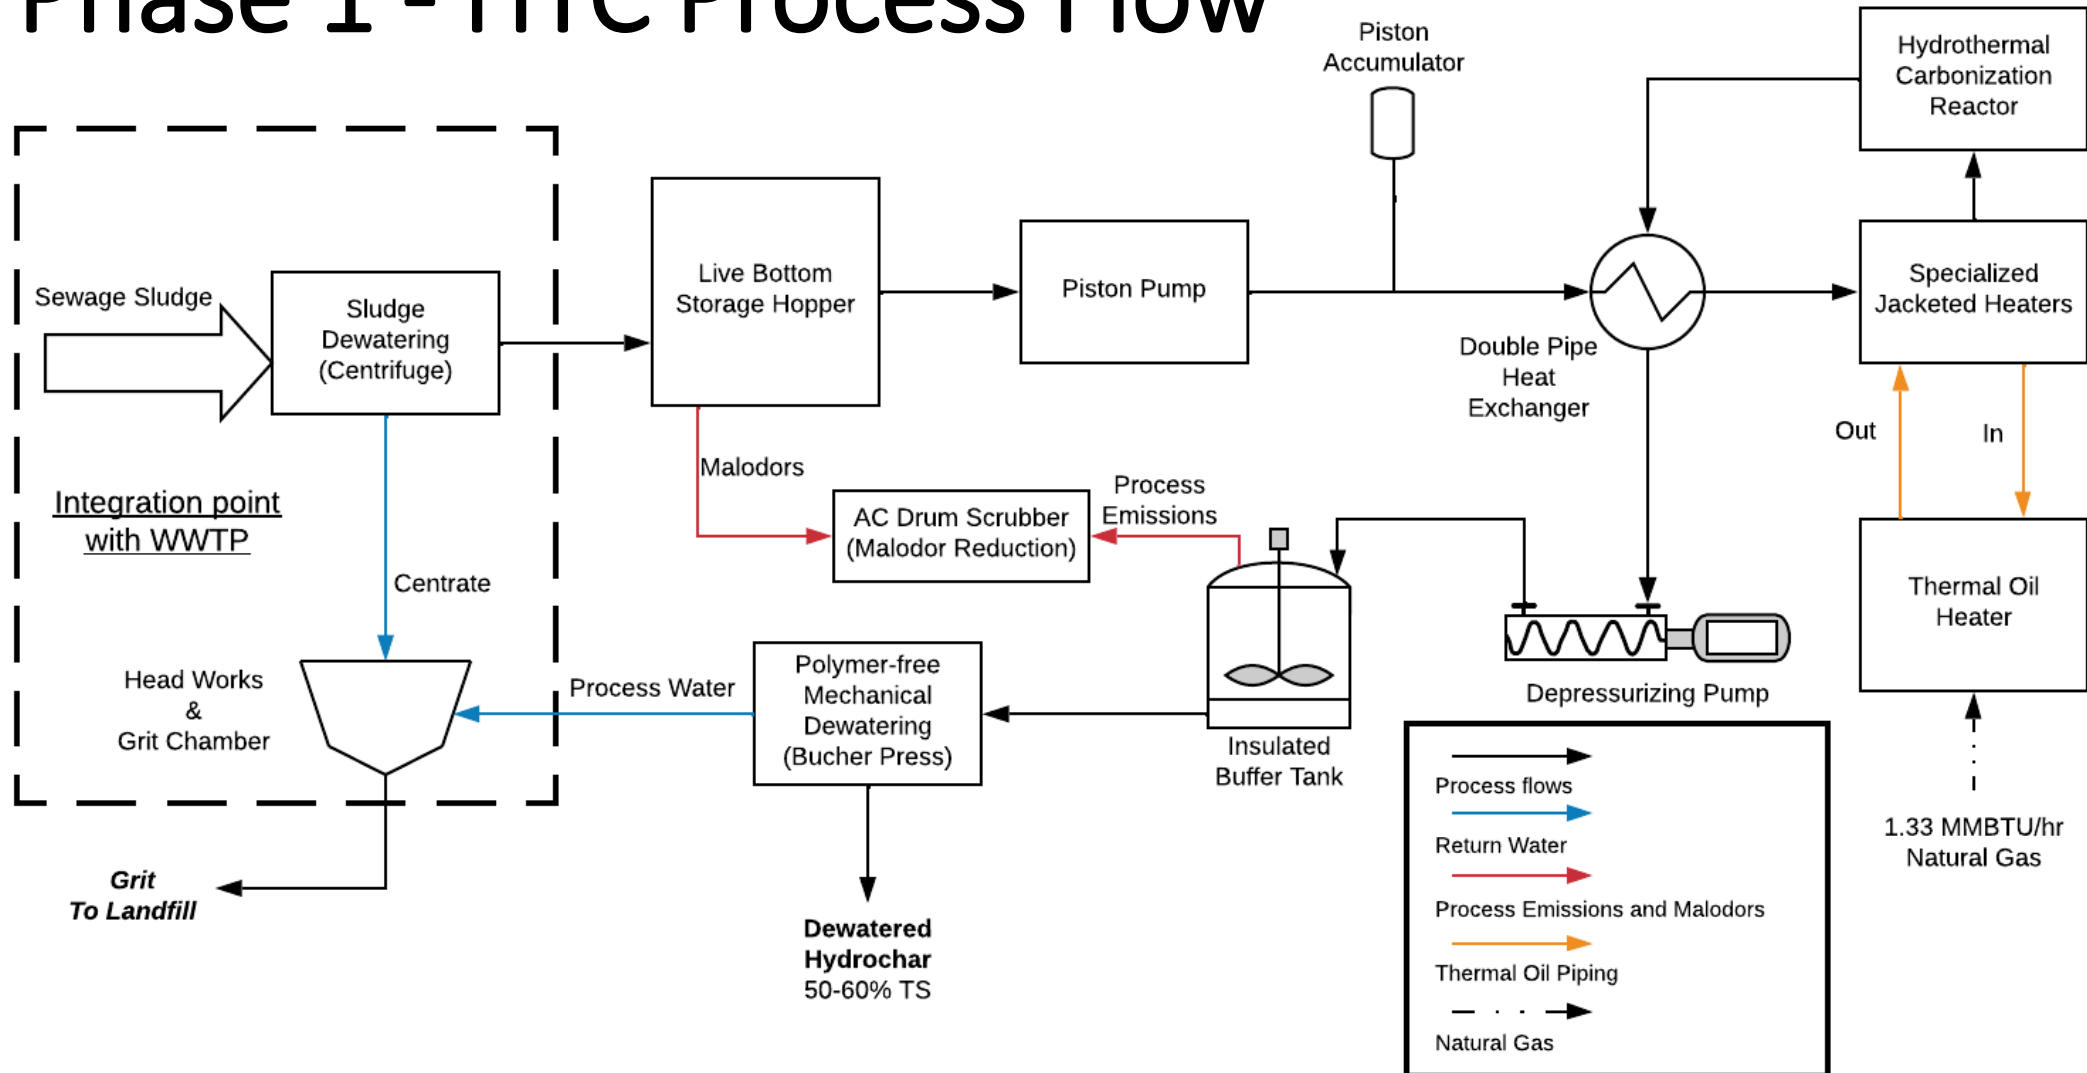 Phase 1 - HTC Process Flow
Piston
Accumulator
Hydrothermal
Carbonization
Reactor
Sewage Sludge
Sludge
Dewatering
(Centrifuge)
Live Bottom
Storage Hopper
Piston Pump
Double Pipe
Heat
Exchanger
Specialized
Jacketed Heaters
Out
In
Malodors
Process
Emissions
AC Drum Scrubber
(Malodor Reduction)
Integration point
with WWTP
Centrate
Thermal Oil
Heater
Head Works
&
Grit Chamber
Process Water
Polymer-free
Mechanical
Dewatering
(Bucher Press)
Insulated
Buffer Tank
Depressurizing Pump
1.33 MMBTU/hr
Natural Gas
Grit
To Landfill
Dewatered
Hydrochar
50-60% TS
Process flows
Return Water
Process Emissions and Malodors
Thermal Oil Piping
Natural Gas